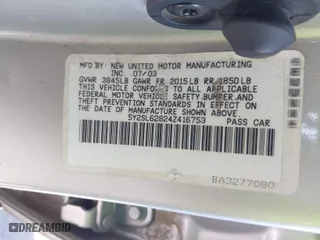 MFD.BY: NEW UNITED MOTOR MANUFACTURING
INC. 07/03
GVWR 3845LB GAWR FR 2015LB RR 1850LB
THIS VEHICLE CONFORMS TO ALL APPLICABLE
FEDERAL MOTOR VEHICLE SAFETY, BUMPER, AND
THEFT PREVENTION STANDARDS IN EFFECT ON
THE DATE OF MANUFACTURE SHOWN ABOVE.
5Y2SL62824Z416753 PASS CAR
BA3277080